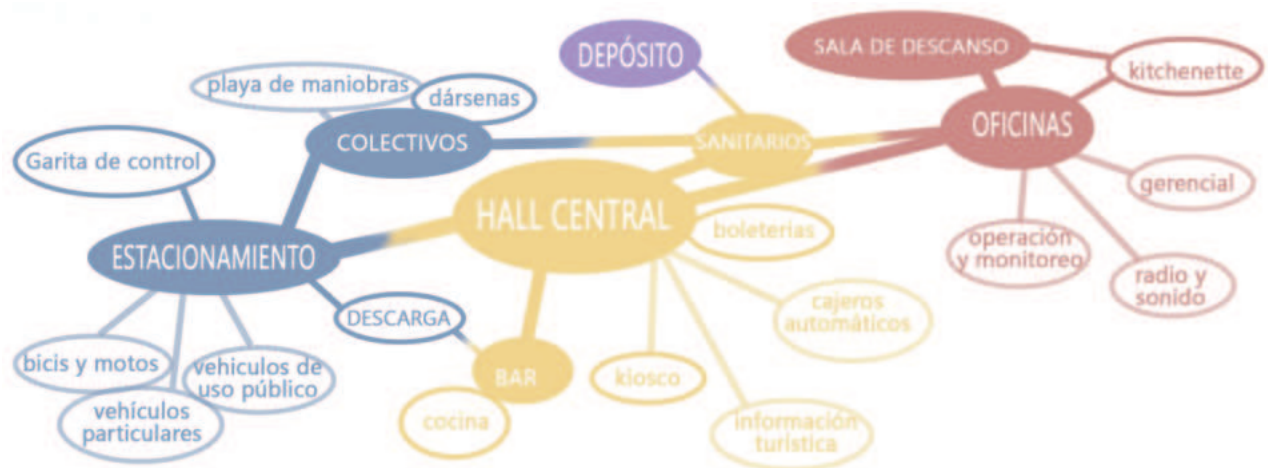 DEPÓSITO
SALA DE DESCANSO
kitchenette
playa de maniobras
dársenas
COLECTIVOS
SANITARIOS
OFICINAS
Garita de control
gerencial
HALL CENTRAL
boleterias
ESTACIONAMIENTO
operación
y monitoreo
radio y
sonido
DESCARGA
cajeros
automáticos
bicis y motos
vehiculos de
uso público
BAR
kiosco
vehículos
particulares
cocina
información
turística